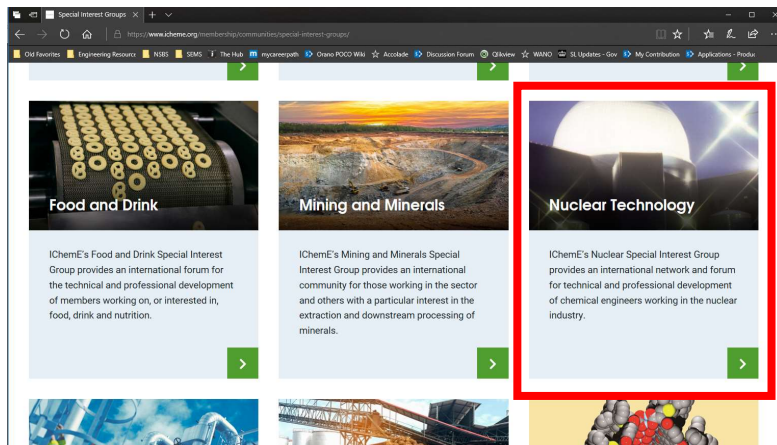 Special Interest Groups
https://www.icheme.org/membership/communities/special-interest-groups/
Old Favorites Engineering Resource NSBS SEMS The Hub mycareerpath Orano POCO Wiki Accolade Discussion Forum Qlikview WANO SL Updates - Gov My Contribution Applications - Produc
Food and Drink
IChemE's Food and Drink Special Interest
Group provides an international forum for
the technical and professional development
of members working on, or interested in,
food, drink and nutrition.
Mining and Minerals
IChemE's Mining and Minerals Special
Interest Group provides an international
community for those working in the sector
and others with a particular interest in the
extraction and downstream processing of
minerals.
Nuclear Technology
IChemE's Nuclear Special Interest Group
provides an international network and forum
for technical and professional development
of chemical engineers working in the nuclear
industry.